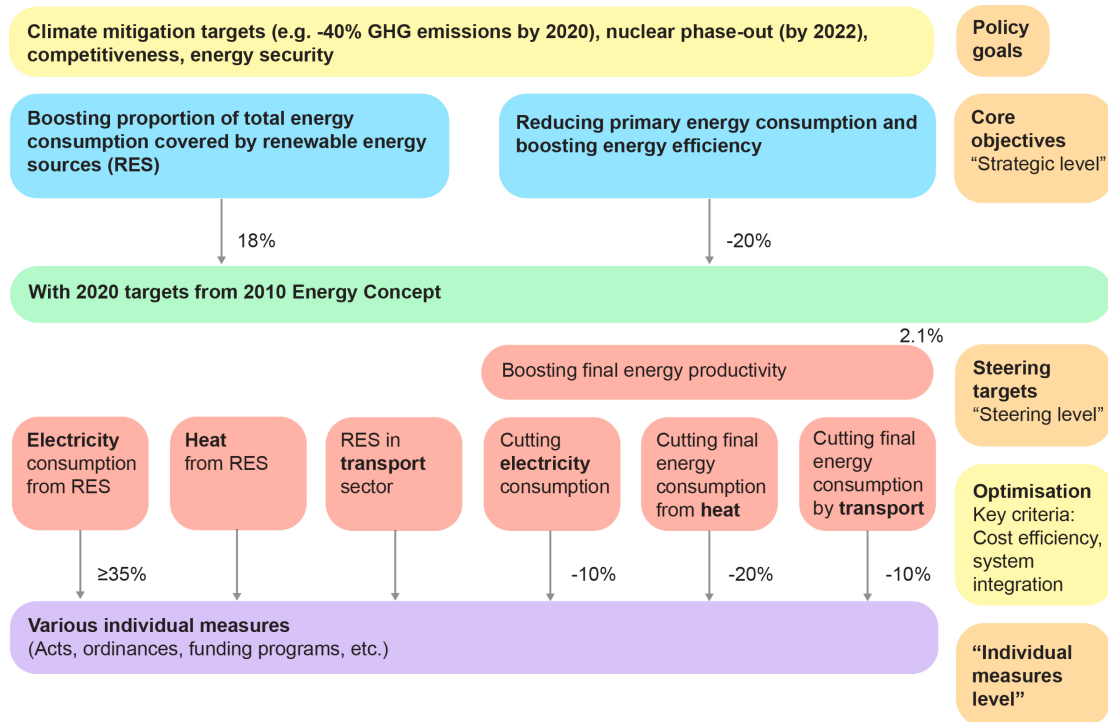 Climate mitigation targets (e.g. -40% GHG emissions by 2020), nuclear phase-out (by 2022),
competitiveness, energy security
Policy
goals
Boosting proportion of total energy
consumption covered by renewable energy
sources (RES)
Reducing primary energy consumption and
boosting energy efficiency
Core
objectives
“Strategic level”
18%
-20%
With 2020 targets from 2010 Energy Concept
2.1%
Boosting final energy productivity
Steering
targets
“Steering level”
Electricity
consumption
from RES
Heat
from RES
RES in
transport
sector
Cutting
electricity
consumption
Cutting final
energy
consumption
from heat
Cutting final
energy
consumption
by transport
Optimisation
Key criteria:
Cost efficiency,
system
integration
≥35%
-10%
-20%
-10%
Various individual measures
(Acts, ordinances, funding programs, etc.)
“Individual
measures
level”